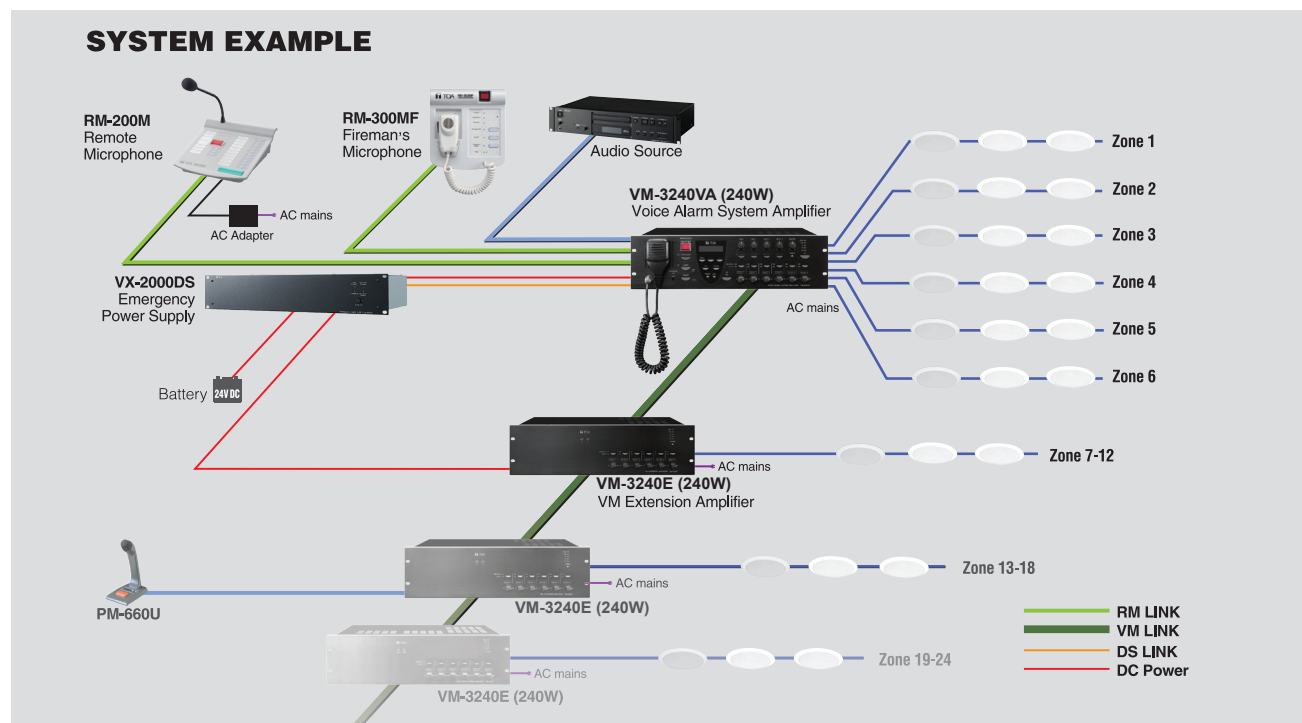 SYSTEM EXAMPLE
RM-200M
Remote
Microphone
AC mains
AC Adapter
RM-300MF
Fireman's
Microphone
TOA
Audio Source
VM-3240VA (240W)
Voice Alarm System Amplifier
AC mains
Zone 1
Zone 2
Zone 3
Zone 4
Zone 5
Zone 6
VX-2000DS
Emergency
Power Supply
Battery
24V DC
AC mains
VM-3240E (240W)
VM Extension Amplifier
Zone 7-12
PM-660U
AC mains
VM-3240E (240W)
Zone 13-18
AC mains
VM-3240E (240W)
Zone 19-24
RM LINK
VM LINK
DS LINK
DC Power